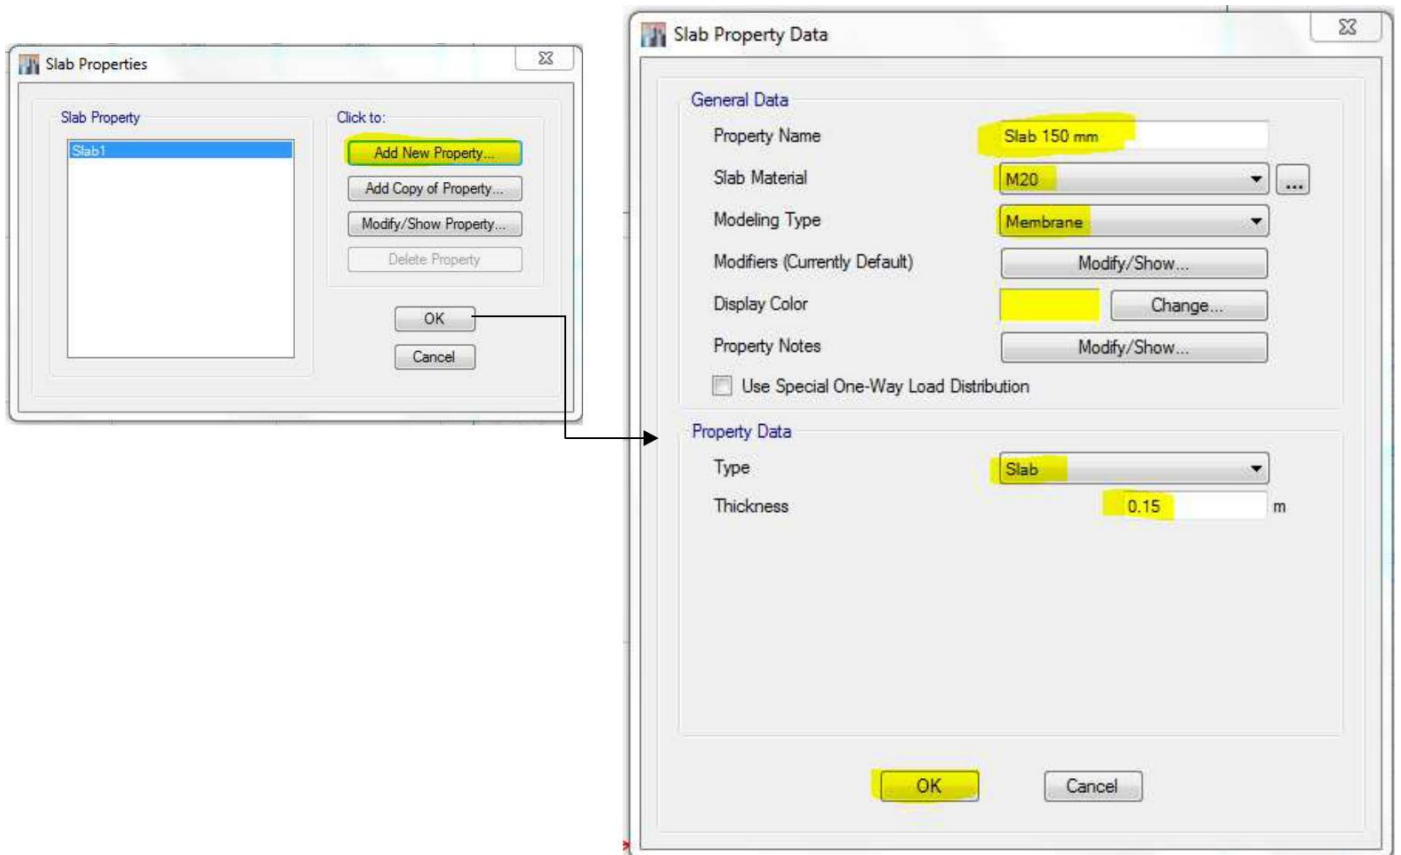 Slab Properties
Slab Property
Slab1
Click to:
Add New Property...
Add Copy of Property...
Modify/Show Property...
Delete Property
OK
Cancel
Slab Property Data
General Data
Property Name Slab 150 mm
Slab Material M20 ...
Modeling Type Membrane
Modifiers (Currently Default) Modify/Show...
Display Color Change...
Property Notes Modify/Show...
Use Special One-Way Load Distribution
Property Data
Type Slab
Thickness 0.15 m
OK Cancel